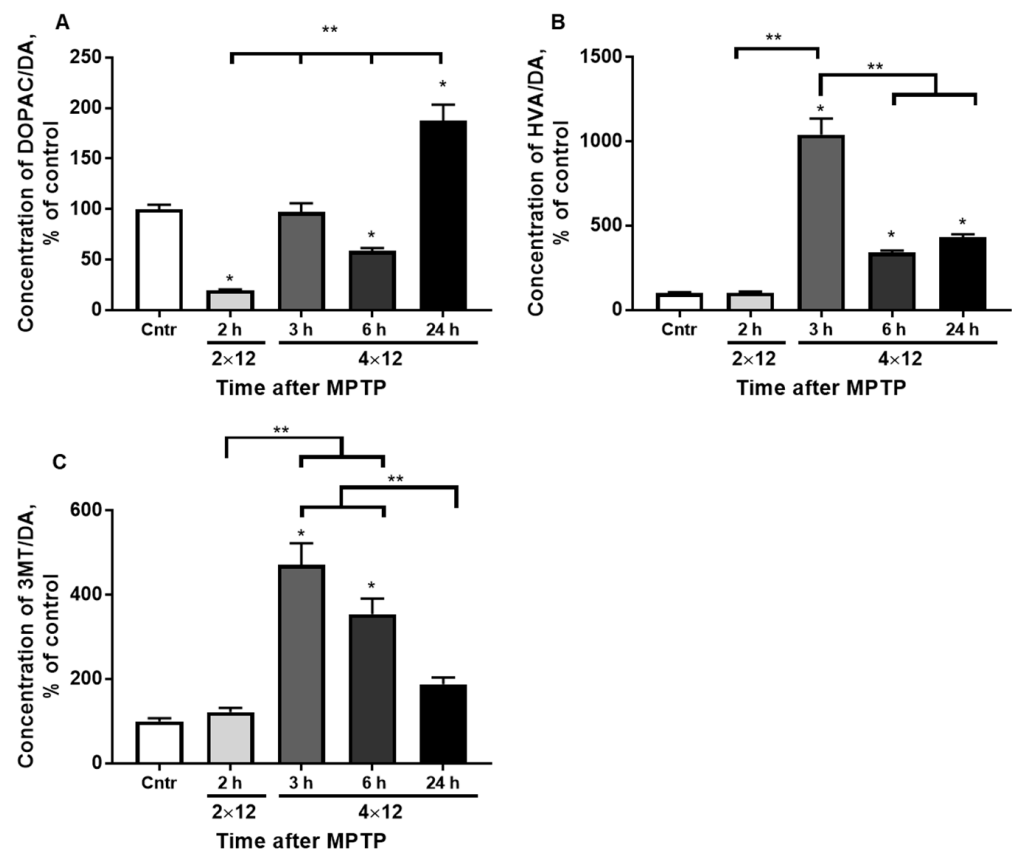 A
Concentration of DOPAC/DA,
% of control
250
200
150
100
50
0
**
*
*
*
Cntr 2 h 3 h 6 h 24 h
2×12 4×12
Time after MPTP
B
Concentration of HVA/DA,
% of control
1500
1000
500
0
**
**
*
*
*
Cntr 2 h 3 h 6 h 24 h
2×12 4×12
Time after MPTP
C
Concentration of 3MT/DA,
% of control
600
400
200
0
**
**
*
*
Cntr 2 h 3 h 6 h 24 h
2×12 4×12
Time after MPTP